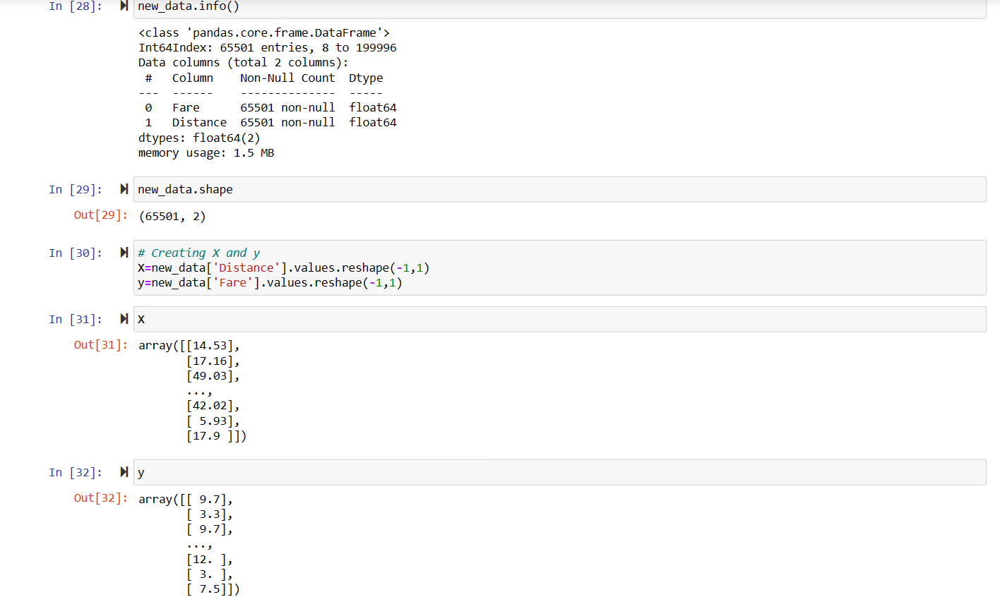 In [28]: new_data.info()
<class 'pandas.core.frame.DataFrame'>
Int64Index: 65501 entries, 8 to 199996
Data columns (total 2 columns):
 #   Column    Non-Null Count  Dtype
---  ------    --------------  -----
 0   Fare      65501 non-null  float64
 1   Distance  65501 non-null  float64
dtypes: float64(2)
memory usage: 1.5 MB
In [29]: new_data.shape
Out[29]: (65501, 2)
In [30]: # Creating X and y
X=new_data['Distance'].values.reshape(-1,1)
y=new_data['Fare'].values.reshape(-1,1)
In [31]: X
Out[31]: array([[14.53],
       [17.16],
       [49.03],
       ...,
       [42.02],
       [ 5.93],
       [17.9 ]])
In [32]: y
Out[32]: array([[ 9.7],
       [ 3.3],
       [ 9.7],
       ...,
       [12. ],
       [ 3. ],
       [ 7.5]])